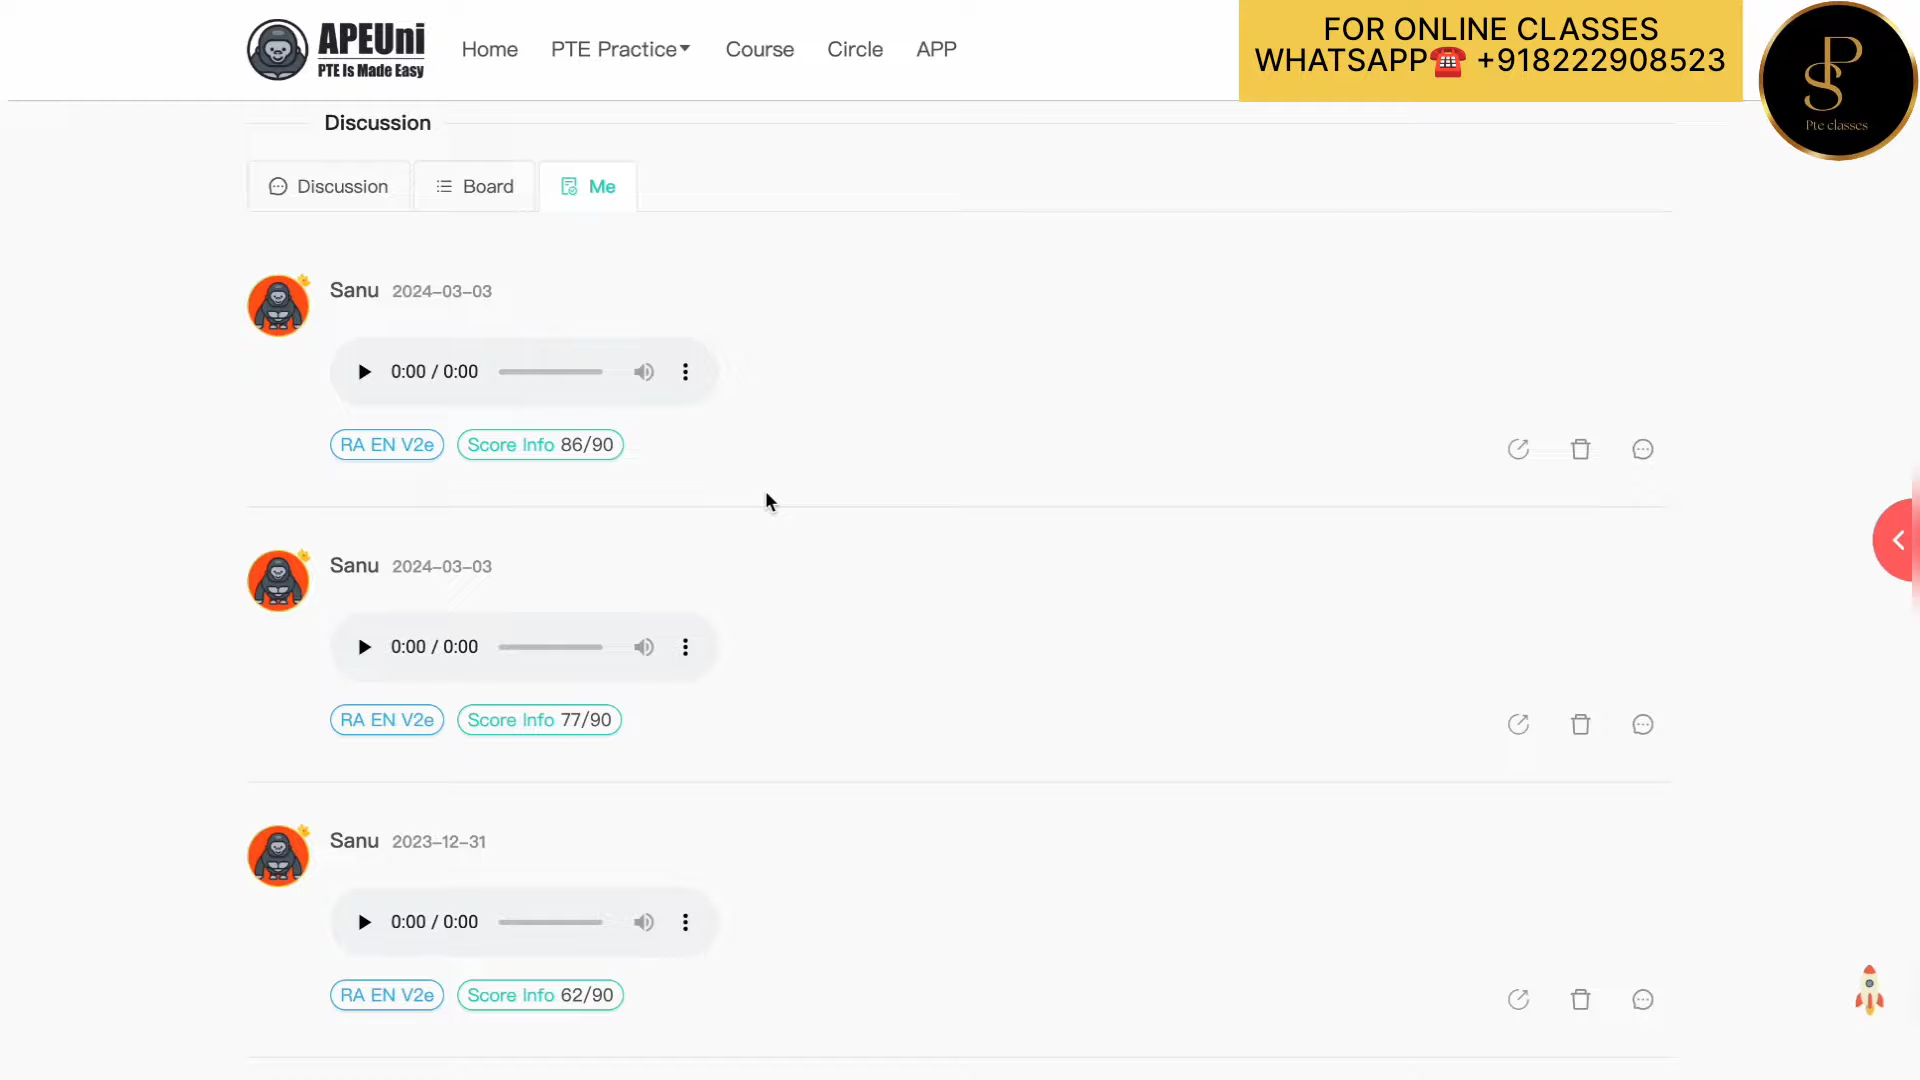 APEUni
PTE Is Made Easy
Home
PTE Practice
Course
Circle
APP
FOR ONLINE CLASSES
WHATSAPP☎️ +918222908523
SP
Pte classes
Discussion
Discussion
Board
Me
Sanu 2024-03-03
0:00 / 0:00
RA EN V2e
Score Info 86/90
Sanu 2024-03-03
0:00 / 0:00
RA EN V2e
Score Info 77/90
Sanu 2023-12-31
0:00 / 0:00
RA EN V2e
Score Info 62/90